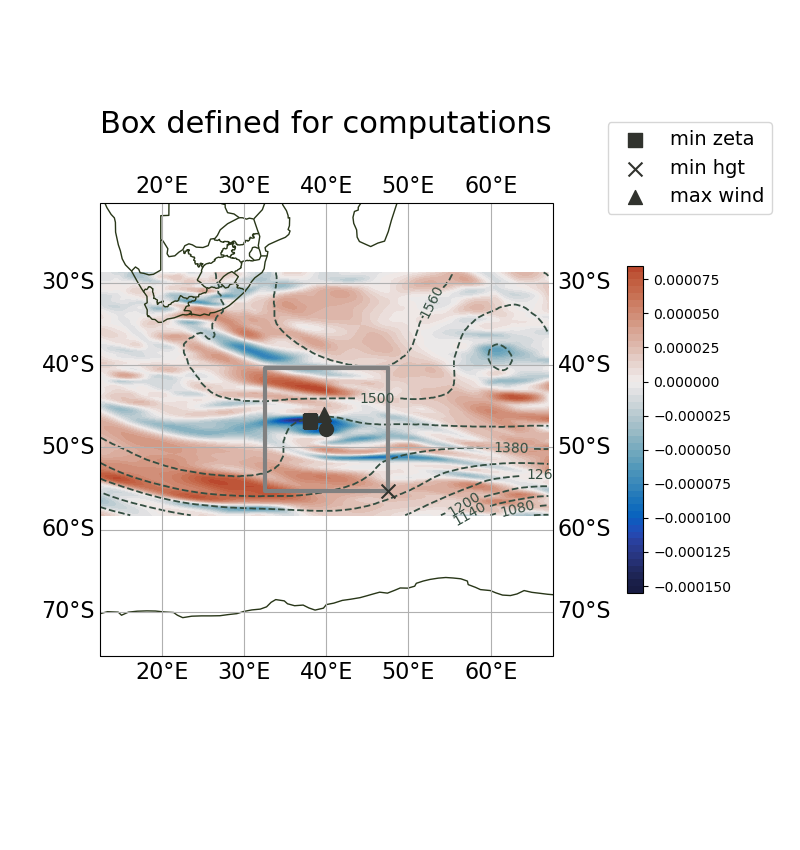 Box defined for computations
min zeta
min hgt
max wind
20°E 30°E 40°E 50°E 60°E
30°S 30°S
40°S 40°S
50°S 50°S
60°S 60°S
70°S 70°S
20°E 30°E 40°E 50°E 60°E
1560
1500
1380
126
1200
1140
1080
0.000075
0.000050
0.000025
0.000000
−0.000025
−0.000050
−0.000075
−0.000100
−0.000125
−0.000150